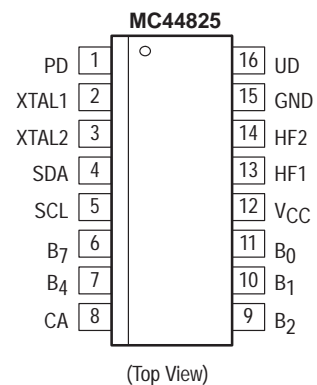 MC44825
PD 1 16 UD
XTAL1 2 15 GND
XTAL2 3 14 HF2
SDA 4 13 HF1
SCL 5 12 VCC
B7 6 11 B0
B4 7 10 B1
CA 8 9 B2
(Top View)